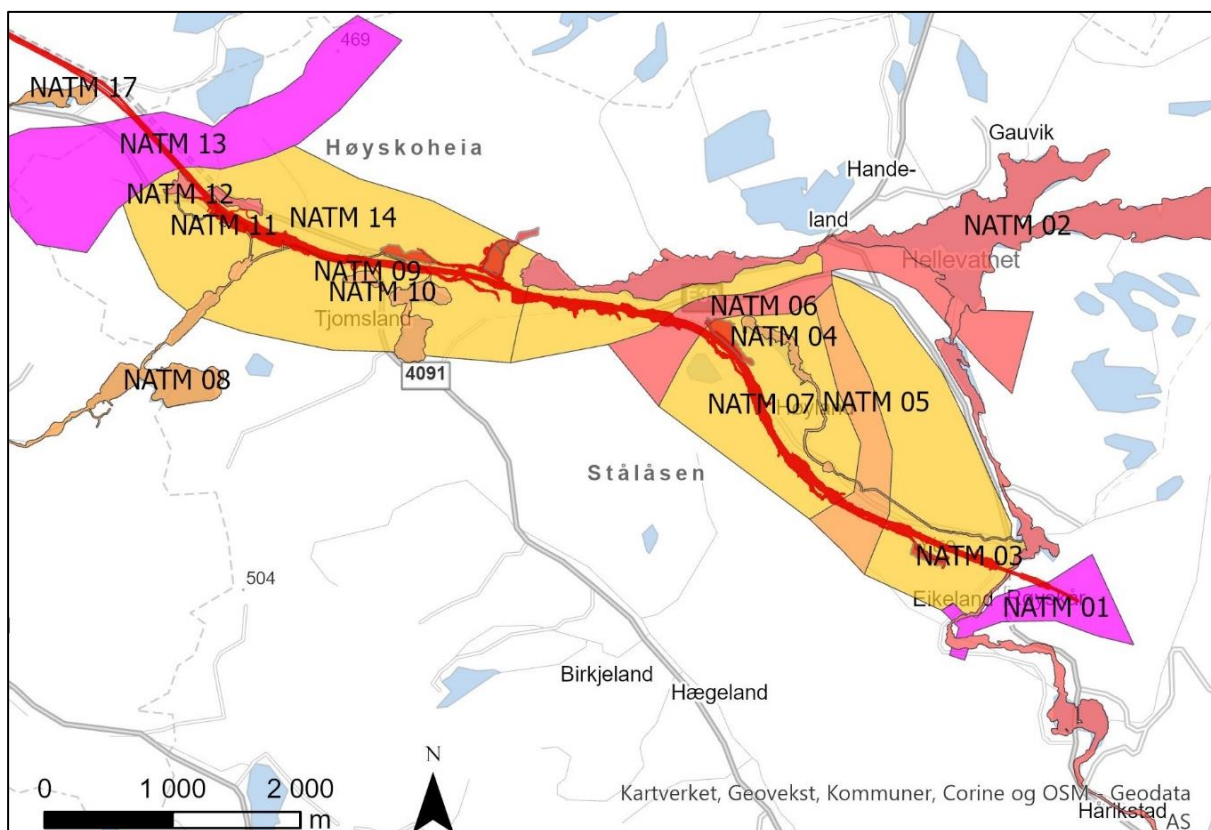 469
NATM 17
NATM 13
Høyskoheia
Gauvik
Hande-
land
NATM 12
NATM 11
NATM 14
NATM 02
Hellevatnet
NATM 09
NATM 10
Tjomsland
E39
NATM 06
NATM 04
4091
NATM 08
NATM 07
Høyland
NATM 05
Stålåsen
504
NATM 03
Eikeland
Røyskår
NATM 01
Birkjeland
Hægeland
N
0 1 000 2 000
m
Kartverket, Geovekst, Kommuner, Corine og OSM - Geodata
AS
Hårikstad